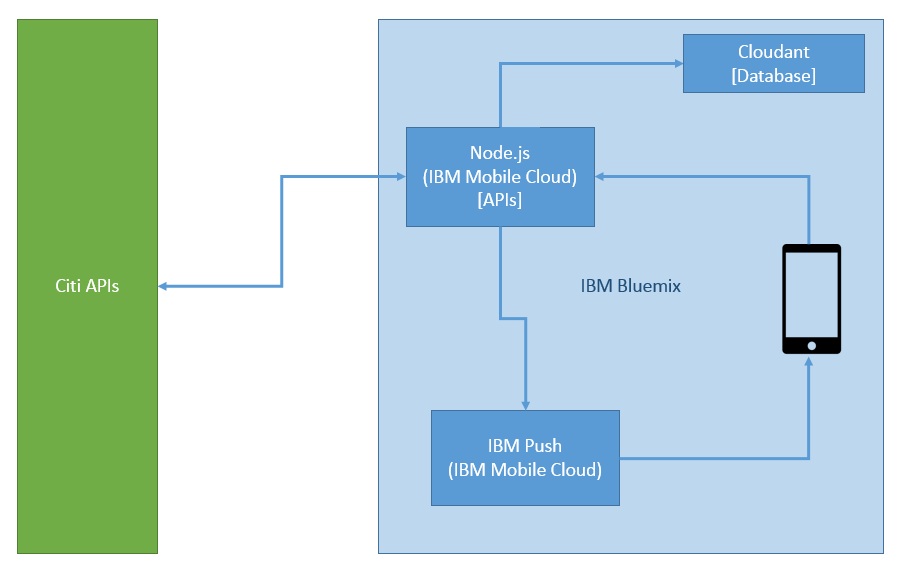 Cloudant
[Database]
Node.js
(IBM Mobile Cloud)
[APIs]
Citi APIs
IBM Bluemix
IBM Push
(IBM Mobile Cloud)